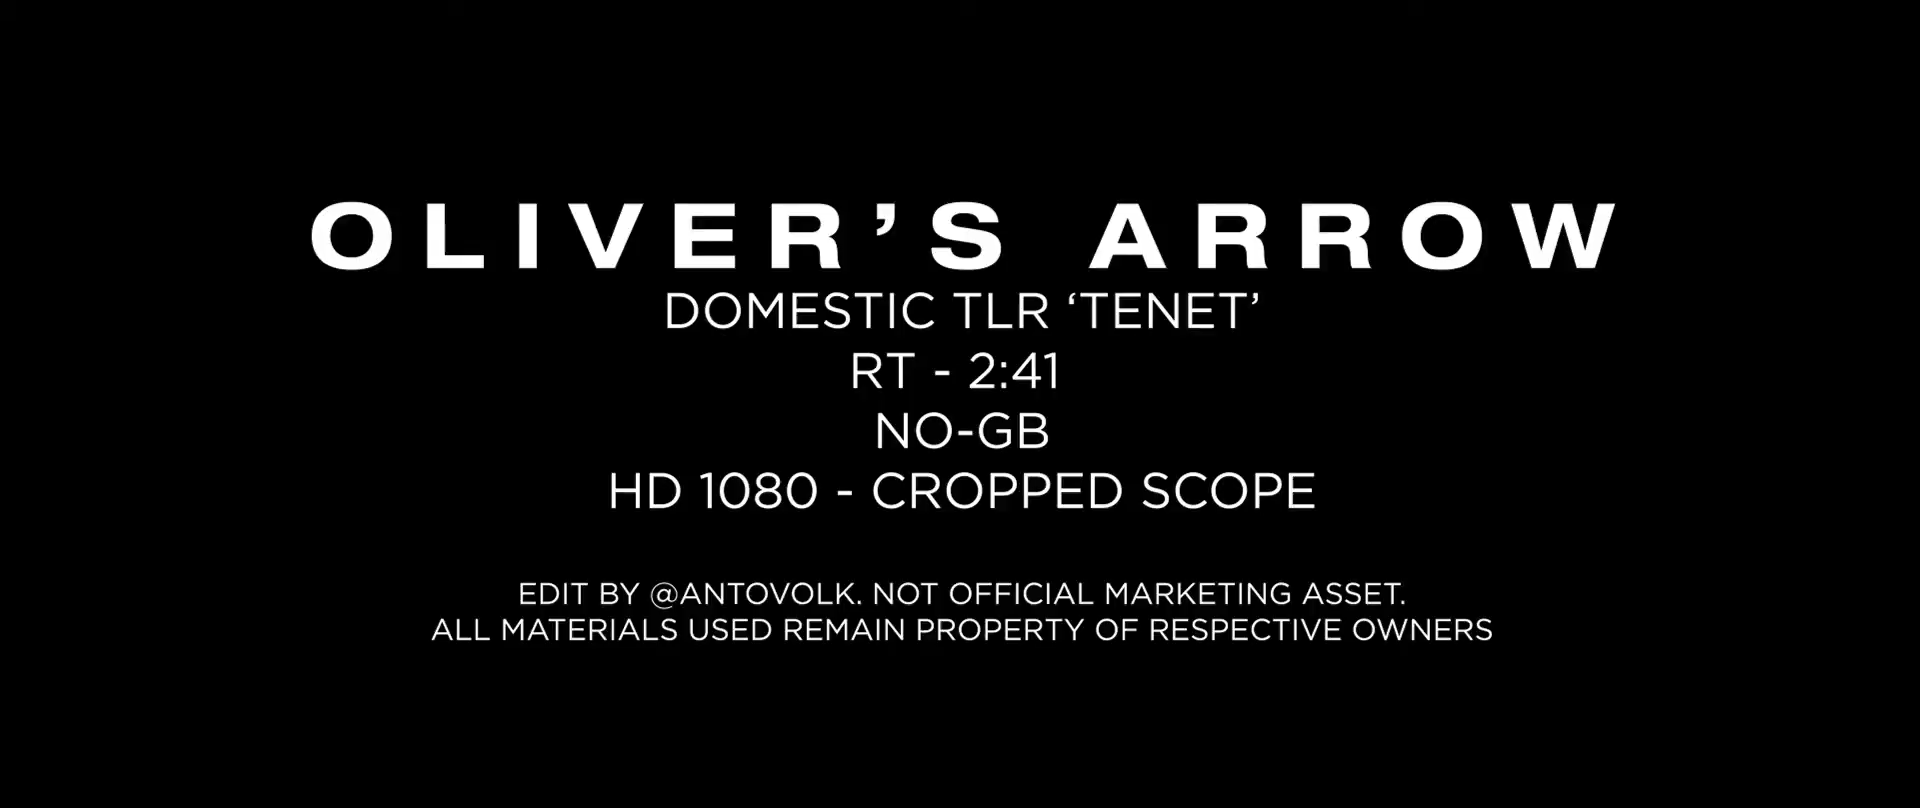 OLIVER’S ARROW
DOMESTIC TLR ‘TENET’
RT - 2:41
NO-GB
HD 1080 - CROPPED SCOPE
EDIT BY @ANTOVOLK. NOT OFFICIAL MARKETING ASSET.
ALL MATERIALS USED REMAIN PROPERTY OF RESPECTIVE OWNERS